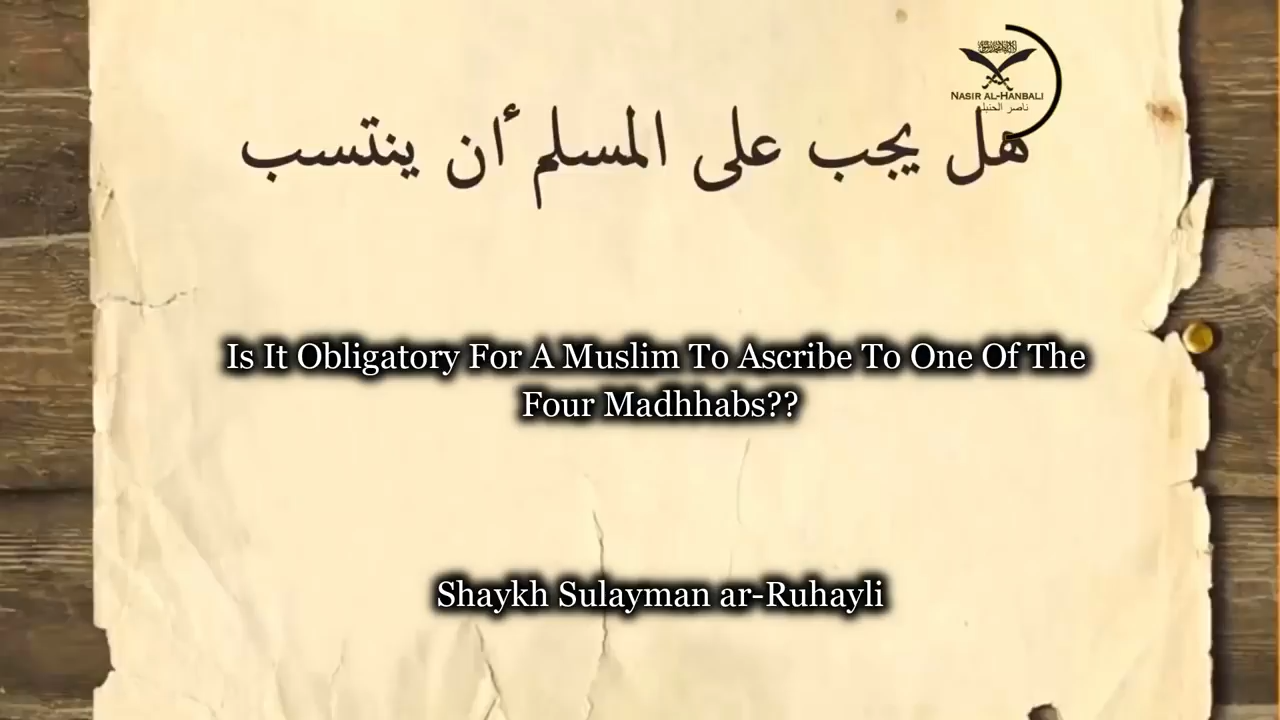 NASIR AL-HANBALI
هل يجب على المسلم أن ينتسب
Is It Obligatory For A Muslim To Ascribe To One Of The
Four Madhhabs??
Shaykh Sulayman ar-Ruhayli